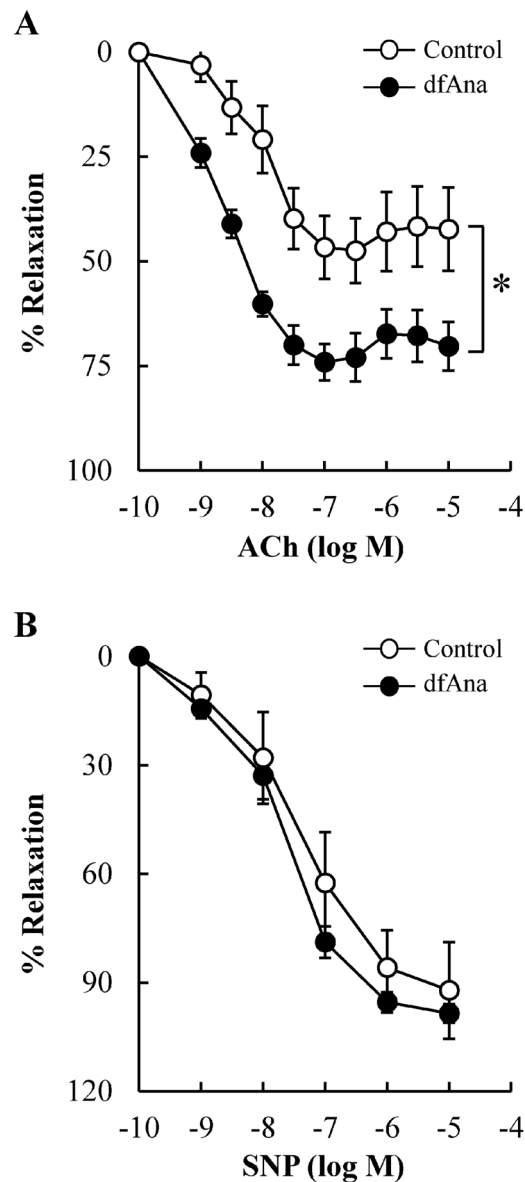 A
Control
dfAna
0
25
50
75
100
% Relaxation
*
-10 -9 -8 -7 -6 -5 -4
ACh (log M)
B
Control
dfAna
0
30
60
90
120
% Relaxation
-10 -9 -8 -7 -6 -5 -4
SNP (log M)